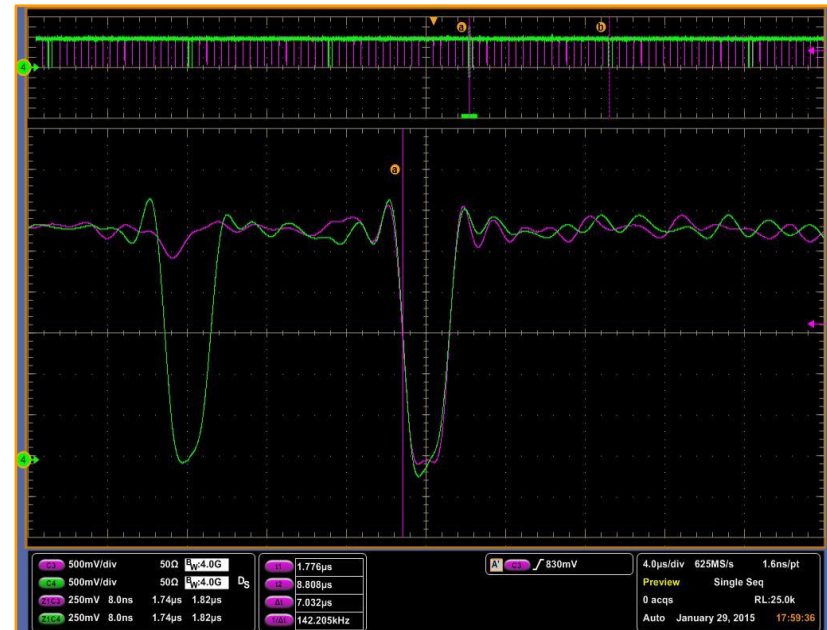 a b
4
a
4
C3 500mV/div 50Ω BW:4.0G
C4 500mV/div 50Ω BW:4.0G DS
Z1C3 250mV 8.0ns 1.74µs 1.82µs
Z1C4 250mV 8.0ns 1.74µs 1.82µs
t1 1.776µs
t2 8.808µs
Δt 7.032µs
1/Δt 142.205kHz
A' C3 830mV
4.0µs/div 625MS/s 1.6ns/pt
Preview Single Seq
0 acqs RL:25.0k
Auto January 29, 2015 17:59:36